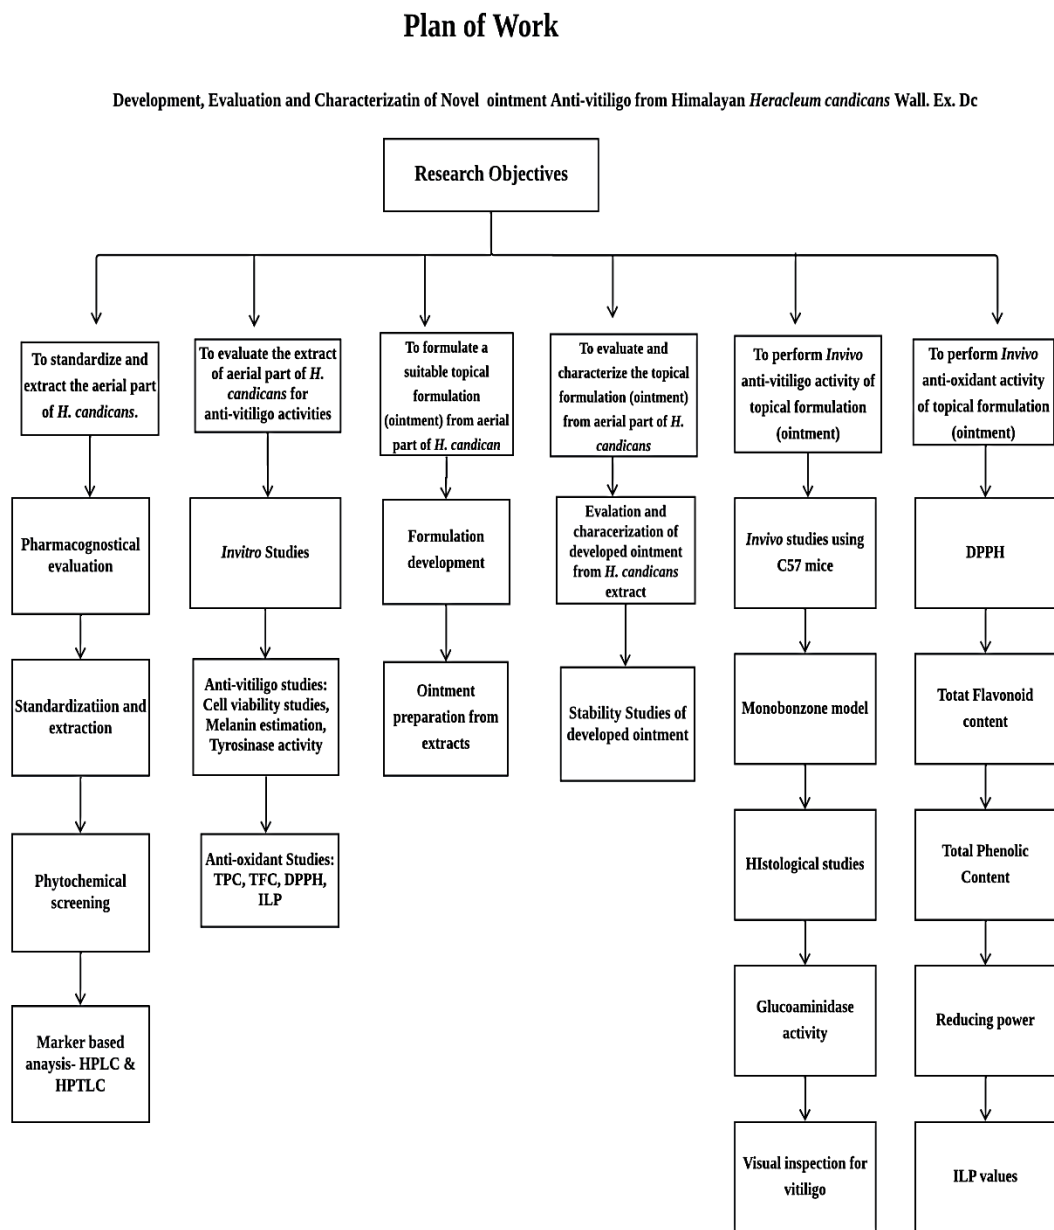 Plan of Work
Development, Evaluation and Characterizatin of Novel ointment Anti-vitiligo from Himalayan Heracleum candicans Wall. Ex. Dc
Research Objectives
To standardize and
extract the aerial part
of H. candicans.
Pharmacognostical
evaluation
Standardizatiion and
extraction
Phytochemical
screening
Marker based
anaysis- HPLC &
HPTLC
To evaluate the extract
of aerial part of H.
candicans for
anti-vitiligo activities
Invitro Studies
Anti-vitiligo studies:
Cell viability studies,
Melanin estimation,
Tyrosinase activity
Anti-oxidant Studies:
TPC, TFC, DPPH,
ILP
To formulate a
suitable topical
formulation
(ointment) from aerial
part of H. candican
Formulation
development
Ointment
preparation from
extracts
To evaluate and
characterize the topical
formulation (ointment)
from aerial part of H.
candicans
Evalation and
characerization of
developed ointment
from H. candicans
extract
Stability Studies of
developed ointment
To perform Invivo
anti-vitiligo activity of
topical formulation
(ointment)
Invivo studies using
C57 mice
Monobonzone model
HIstological studies
Glucoaminidase
activity
Visual inspection for
vitiligo
To perform Invivo
anti-oxidant activity
of topical formulation
(ointment)
DPPH
Totat Flavonoid
content
Total Phenolic
Content
Reducing power
ILP values